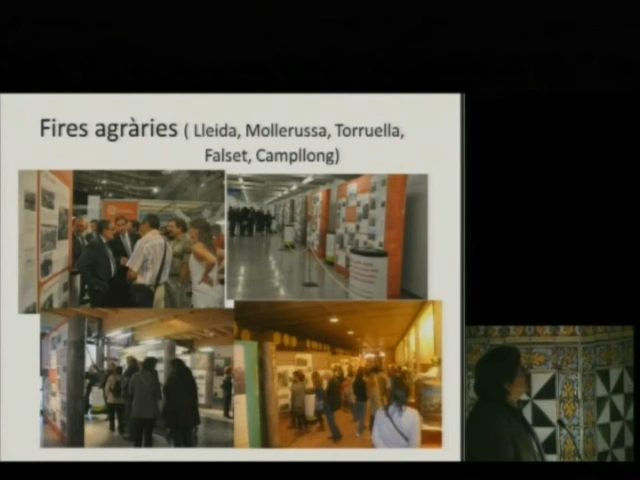 Fires agràries ( Lleida, Mollerussa, Torruella,
Falset, Campllong)